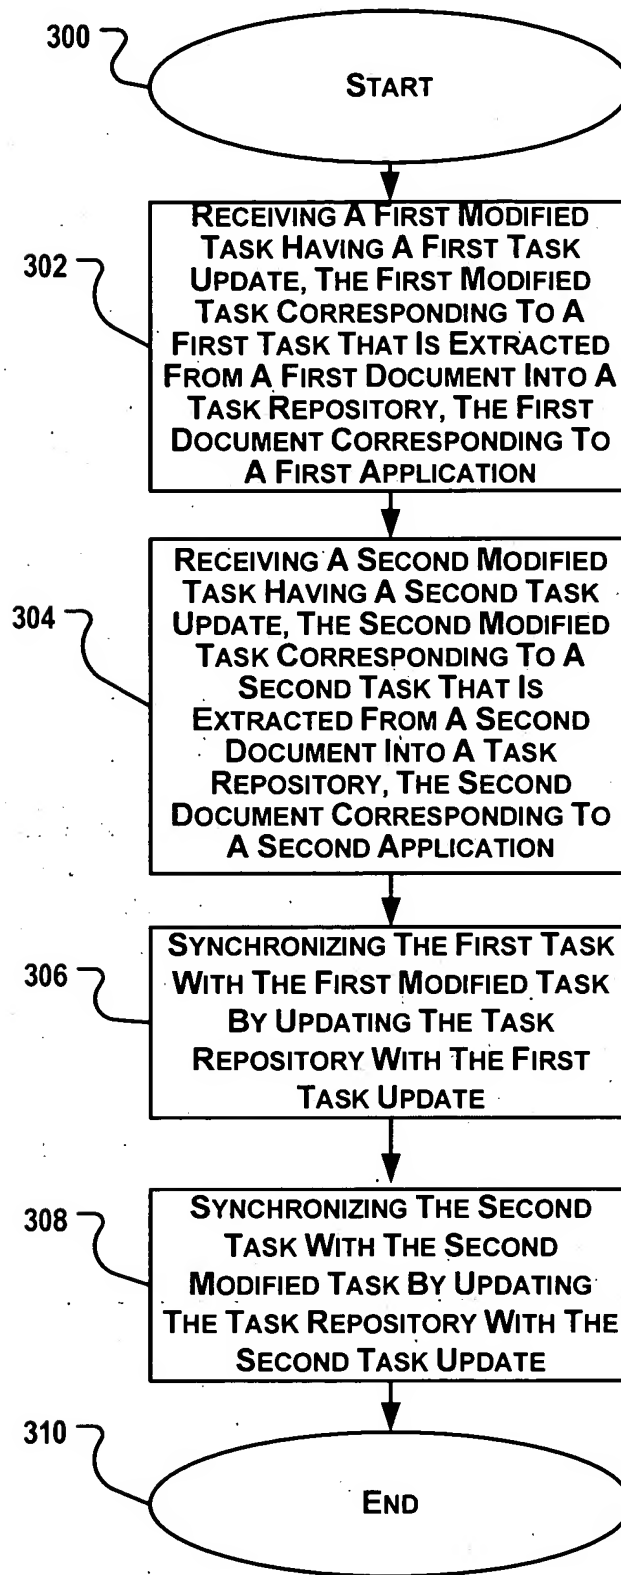 300
START
302
RECEIVING A FIRST MODIFIED
TASK HAVING A FIRST TASK
UPDATE, THE FIRST MODIFIED
TASK CORRESPONDING TO A
FIRST TASK THAT IS EXTRACTED
FROM A FIRST DOCUMENT INTO A
TASK REPOSITORY, THE FIRST
DOCUMENT CORRESPONDING TO
A FIRST APPLICATION
304
RECEIVING A SECOND MODIFIED
TASK HAVING A SECOND TASK
UPDATE, THE SECOND MODIFIED
TASK CORRESPONDING TO A
SECOND TASK THAT IS
EXTRACTED FROM A SECOND
DOCUMENT INTO A TASK
REPOSITORY, THE SECOND
DOCUMENT CORRESPONDING TO
A SECOND APPLICATION
306
SYNCHRONIZING THE FIRST TASK
WITH THE FIRST MODIFIED TASK
BY UPDATING THE TASK
REPOSITORY WITH THE FIRST
TASK UPDATE
308
SYNCHRONIZING THE SECOND
TASK WITH THE SECOND
MODIFIED TASK BY UPDATING
THE TASK REPOSITORY WITH THE
SECOND TASK UPDATE
310
END